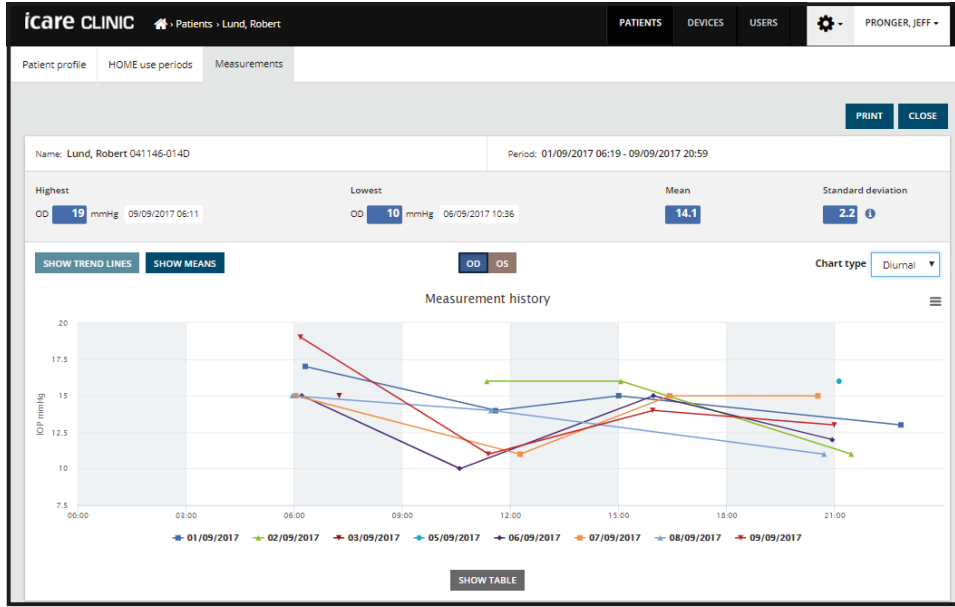 icare CLINIC › Patients › Lund, Robert PATIENTS DEVICES USERS PRONGER, JEFF
Patient profile HOME use periods Measurements
PRINT CLOSE
Name: Lund, Robert 041146-014D Period: 01/09/2017 06:19 - 09/09/2017 20:59
Highest Lowest Mean Standard deviation
OD 19 mmHg 09/09/2017 06:11 OD 10 mmHg 06/09/2017 10:36 14.1 2.2
SHOW TREND LINES SHOW MEANS OD OS Chart type Diurnal
Measurement history
20
17.5
15
12.5
10
7.5
IOP mmHg
00:00 03:00 06:00 09:00 12:00 15:00 18:00 21:00
01/09/2017 02/09/2017 03/09/2017 05/09/2017 06/09/2017 07/09/2017 08/09/2017 09/09/2017
SHOW TABLE